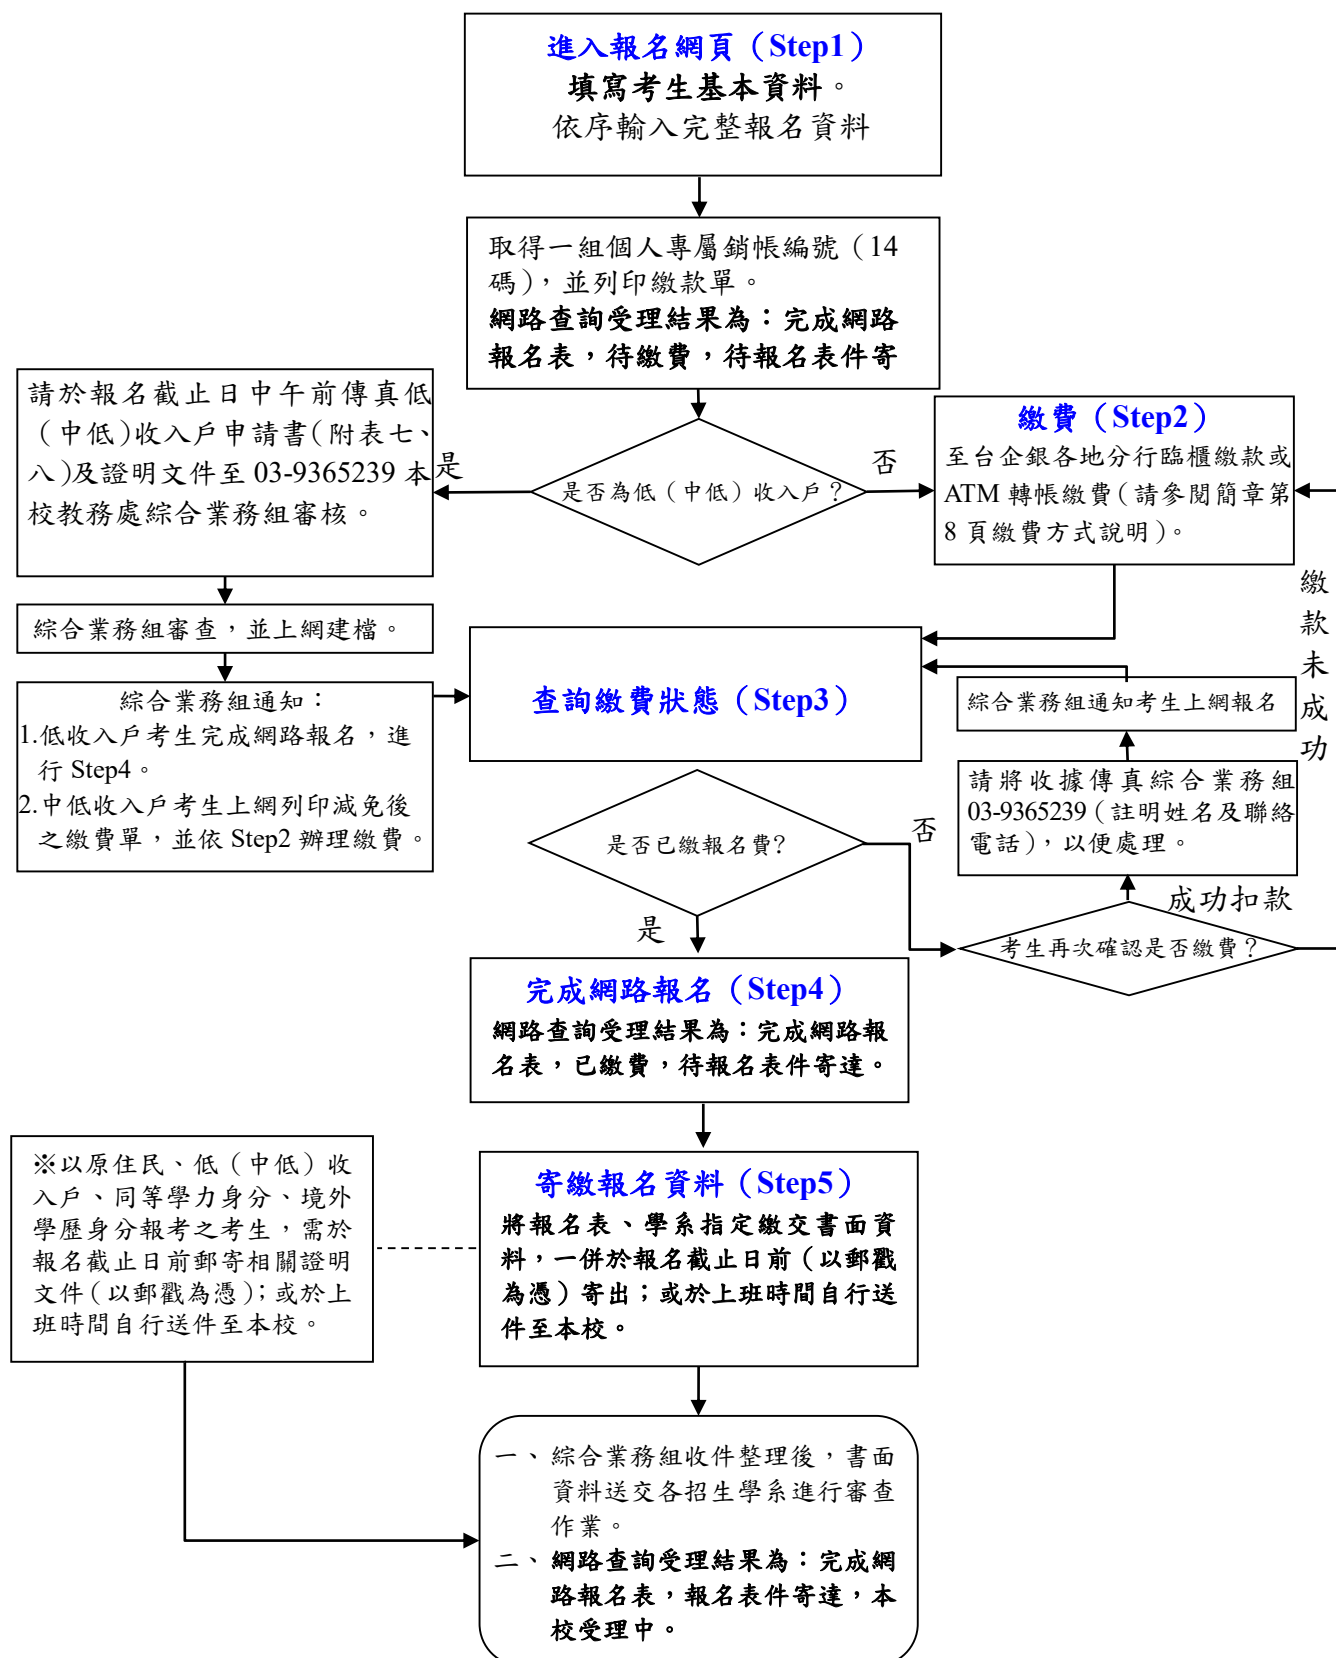 進入報名網頁（Step1）
填寫考生基本資料。
依序輸入完整報名資料
取得一組個人專屬銷帳編號（14
碼），並列印繳款單。
網路查詢受理結果為：完成網路
報名表，待繳費，待報名表件寄
是否為低（中低）收入戶？
是
否
請於報名截止日中午前傳真低
（中低）收入戶申請書（附表七、
八）及證明文件至 03-9365239 本
校教務處綜合業務組審核。
綜合業務組審查，並上網建檔。
綜合業務組通知：
1.低收入戶考生完成網路報名，進
行 Step4。
2.中低收入戶考生上網列印減免後
之繳費單，並依 Step2 辦理繳費。
繳費（Step2）
至台企銀各地分行臨櫃繳款或
ATM 轉帳繳費（請參閱簡章第
8 頁繳費方式說明）。
繳
款
未
成
功
查詢繳費狀態（Step3）
綜合業務組通知考生上網報名
請將收據傳真綜合業務組
03-9365239（註明姓名及聯絡
電話），以便處理。
是否已繳報名費？
否
是
成功扣款
考生再次確認是否繳費？
完成網路報名（Step4）
網路查詢受理結果為：完成網路報
名表，已繳費，待報名表件寄達。
※以原住民、低（中低）收
入戶、同等學力身分、境外
學歷身分報考之考生，需於
報名截止日前郵寄相關證明
文件（以郵戳為憑）；或於上
班時間自行送件至本校。
寄繳報名資料（Step5）
將報名表、學系指定繳交書面資
料，一併於報名截止日前（以郵戳
為憑）寄出；或於上班時間自行送
件至本校。
一、綜合業務組收件整理後，書面
資料送交各招生學系進行審查
作業。
二、網路查詢受理結果為：完成網
路報名表，報名表件寄達，本
校受理中。